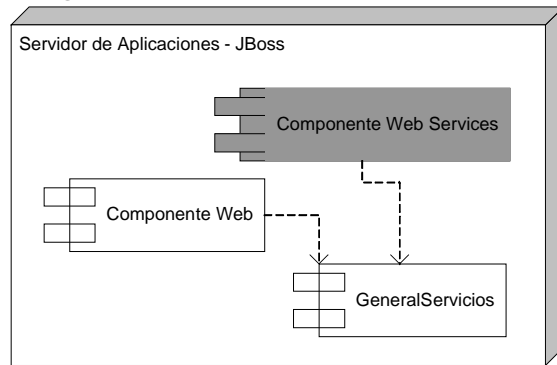 Servidor de Aplicaciones - JBoss
Componente Web Services
Componente Web
GeneralServicios